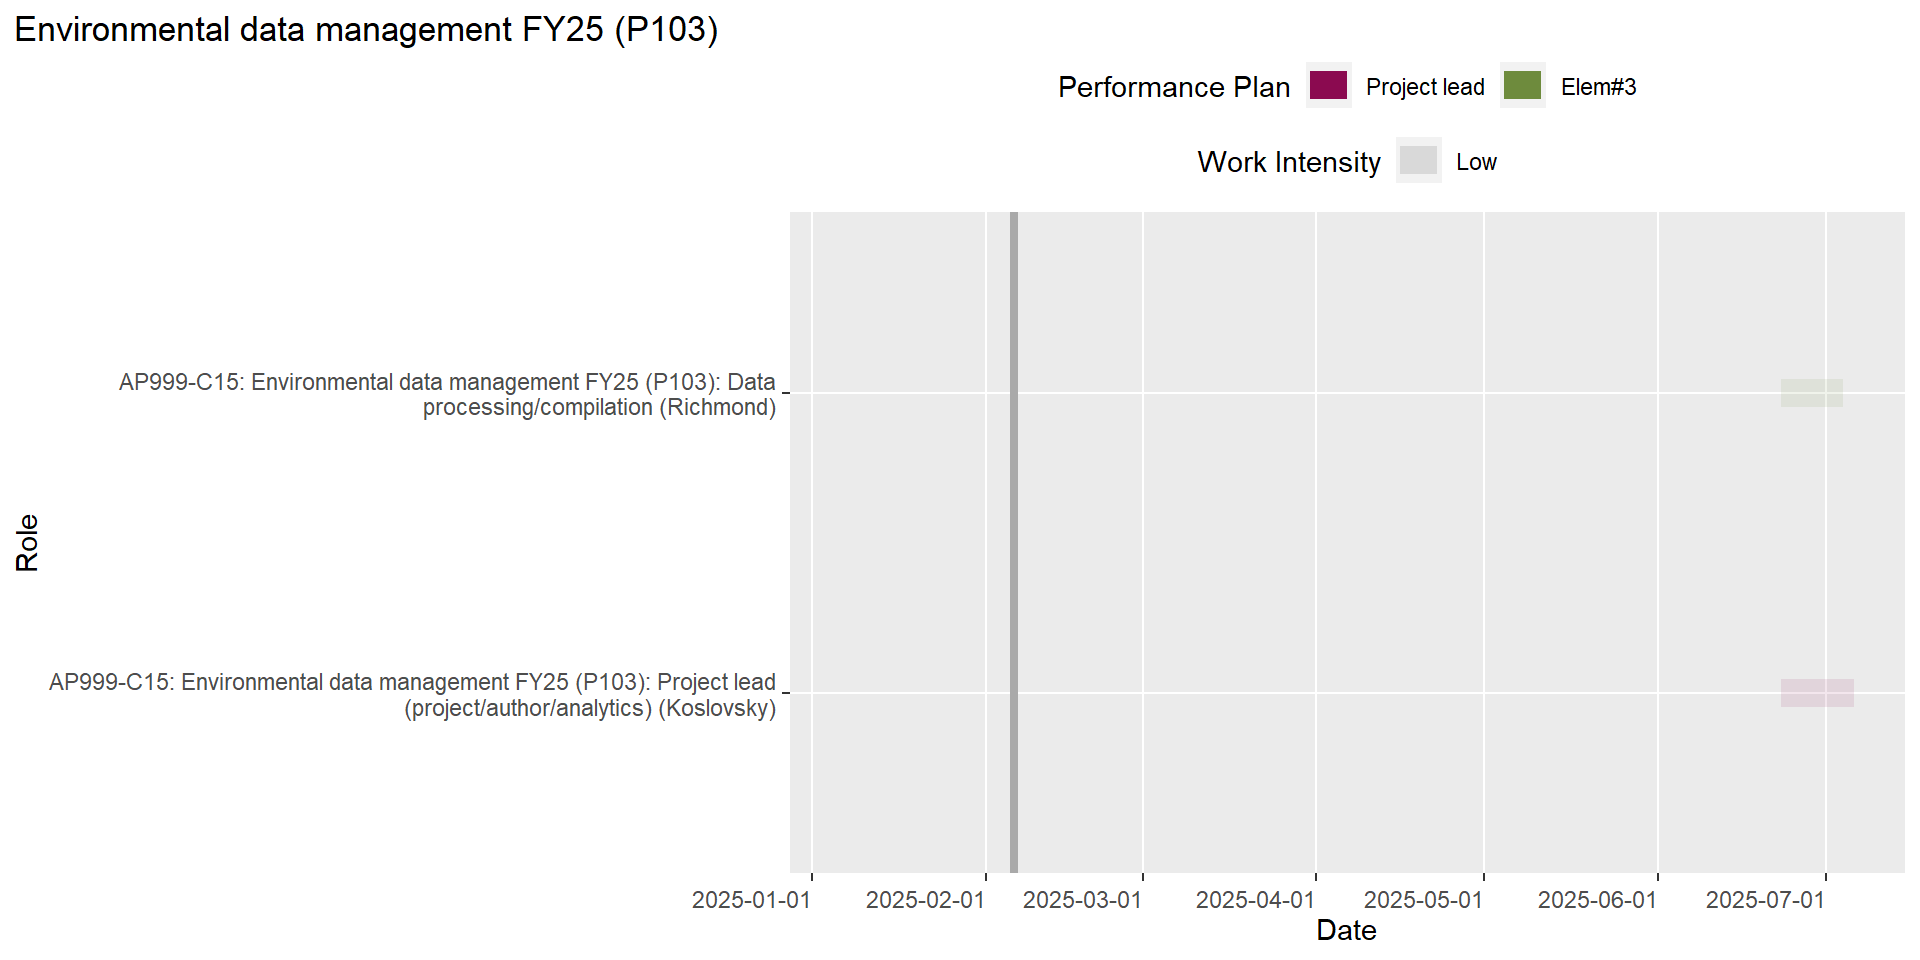 Environmental data management FY25 (P103)
Performance Plan Project lead Elem#3
Work Intensity Low
AP999-C15: Environmental data management FY25 (P103): Data
processing/compilation (Richmond)
Role
AP999-C15: Environmental data management FY25 (P103): Project lead
(project/author/analytics) (Koslovsky)
2025-01-01 2025-02-01 2025-03-01 2025-04-01 2025-05-01 2025-06-01 2025-07-01
Date